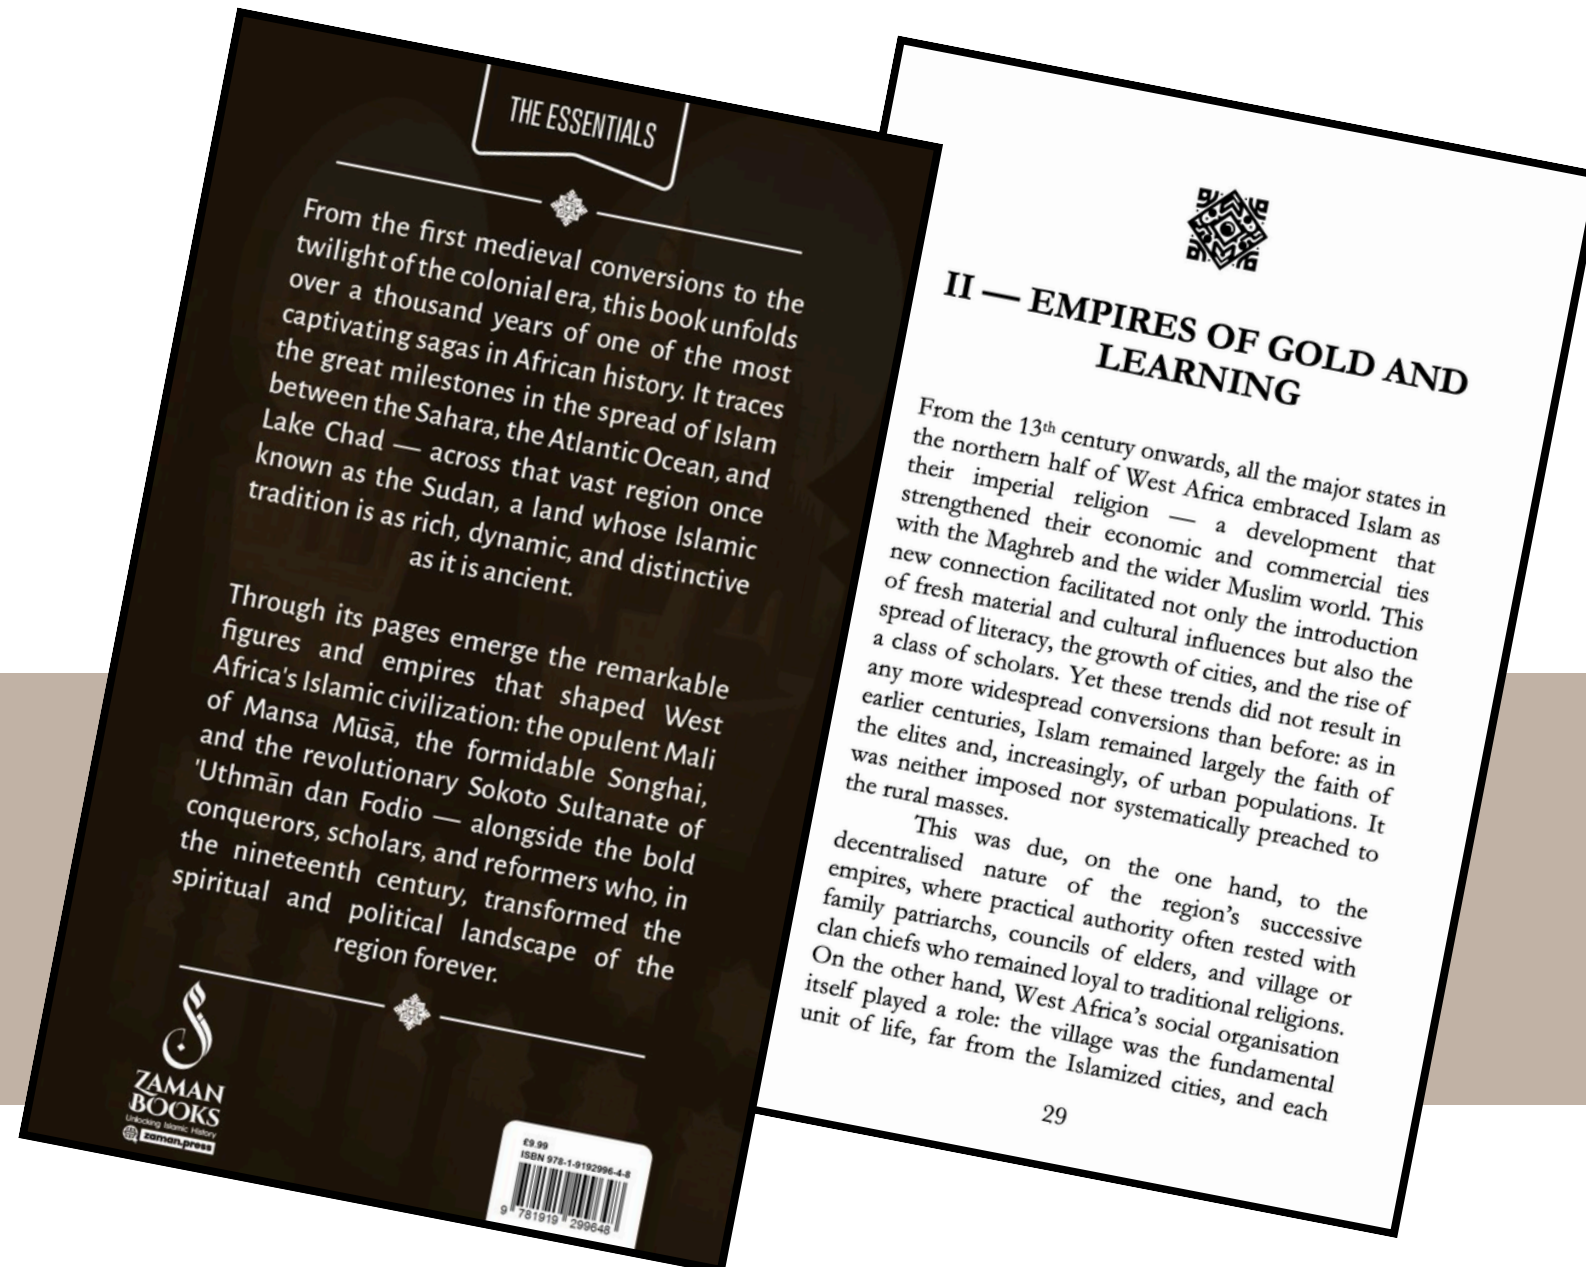 THE ESSENTIALS
From the first medieval conversions to the
twilight of the colonial era, this book unfolds
over a thousand years of one of the most
captivating sagas in African history. It traces
the great milestones in the spread of Islam
between the Sahara, the Atlantic Ocean, and
Lake Chad — across that vast region once
known as the Sudan, a land whose Islamic
tradition is as rich, dynamic, and distinctive
as it is ancient.
Through its pages emerge the remarkable
figures and empires that shaped West
Africa's Islamic civilization: the opulent Mali
of Mansa Mūsā, the formidable Songhai,
and the revolutionary Sokoto Sultanate of
'Uthmān dan Fodio — alongside the bold
conquerors, scholars, and reformers who, in
the nineteenth century, transformed the
spiritual and political landscape of the
region forever.
ZAMAN
BOOKS
Unlocking Islamic History
zaman.press
£9.99
ISBN 978-1-9192996-4-8
9 781919 299648
II — EMPIRES OF GOLD AND
LEARNING
From the 13th century onwards, all the major states in
the northern half of West Africa embraced Islam as
their imperial religion — a development that
strengthened their economic and commercial ties
with the Maghreb and the wider Muslim world. This
new connection facilitated not only the introduction
of fresh material and cultural influences but also the
spread of literacy, the growth of cities, and the rise of
a class of scholars. Yet these trends did not result in
any more widespread conversions than before: as in
earlier centuries, Islam remained largely the faith of
the elites and, increasingly, of urban populations. It
was neither imposed nor systematically preached to
the rural masses.
This was due, on the one hand, to the
decentralised nature of the region’s successive
empires, where practical authority often rested with
family patriarchs, councils of elders, and village or
clan chiefs who remained loyal to traditional religions.
On the other hand, West Africa’s social organisation
itself played a role: the village was the fundamental
unit of life, far from the Islamized cities, and each
29